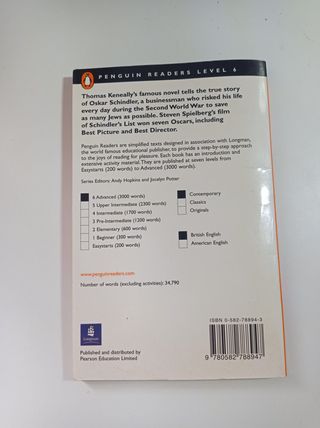 PENGUIN READERS LEVEL 6
Thomas Keneally's famous novel tells the true story
of Oskar Schindler, a businessman who risked his life
every day during the Second World War to save
as many Jews as possible. Steven Spielberg's film
of Schindler's List won seven Oscars, including
Best Picture and Best Director.
Penguin Readers are simplified texts designed in association with Longman,
the world famous educational publisher, to provide a step-by-step approach
to the joys of reading for pleasure. Each book has an introduction and
extensive activity material. They are published at seven levels from
Easystarts (200 words) to Advanced (3000 words).
Series Editors: Andy Hopkins and Jocelyn Potter
6 Advanced (3000 words)
5 Upper Intermediate (2300 words)
4 Intermediate (1700 words)
3 Pre-Intermediate (1200 words)
2 Elementary (600 words)
1 Beginner (300 words)
Easystarts (200 words)
Contemporary
Classics
Originals
British English
American English
www.penguinreaders.com
Number of words (excluding activities): 34,790
Longman
Published and distributed by
Pearson Education Limited
ISBN 0-582-78894-3
9 780582 788947